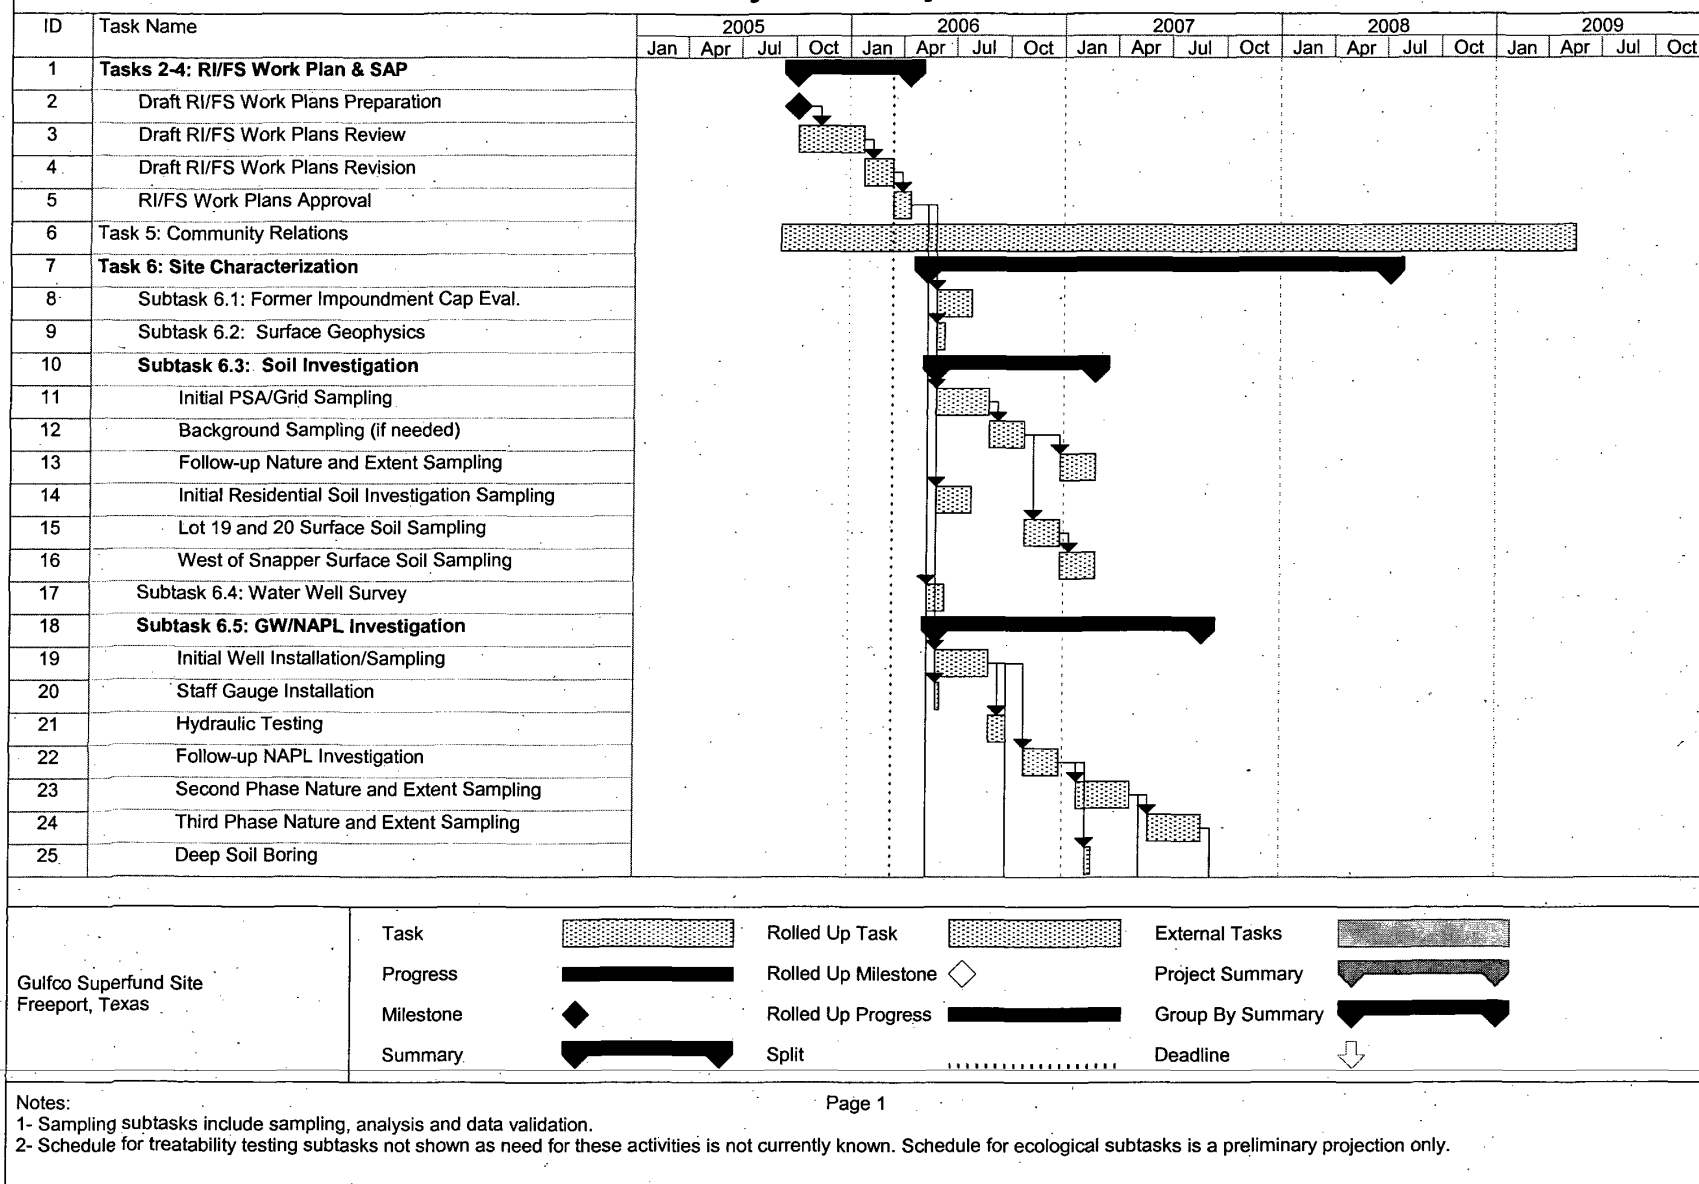 ID Task Name 2005 2006 2007 2008 2009
Jan Apr Jul Oct Jan Apr Jul Oct Jan Apr Jul Oct Jan Apr Jul Oct Jan Apr Jul Oct
1 Tasks 2-4: RI/FS Work Plan & SAP
2 Draft RI/FS Work Plans Preparation
3 Draft RI/FS Work Plans Review
4 Draft RI/FS Work Plans Revision
5 RI/FS Work Plans Approval
6 Task 5: Community Relations
7 Task 6: Site Characterization
8 Subtask 6.1: Former Impoundment Cap Eval.
9 Subtask 6.2: Surface Geophysics
10 Subtask 6.3: Soil Investigation
11 Initial PSA/Grid Sampling
12 Background Sampling (if needed)
13 Follow-up Nature and Extent Sampling
14 Initial Residential Soil Investigation Sampling
15 Lot 19 and 20 Surface Soil Sampling
16 West of Snapper Surface Soil Sampling
17 Subtask 6.4: Water Well Survey
18 Subtask 6.5: GW/NAPL Investigation
19 Initial Well Installation/Sampling
20 Staff Gauge Installation
21 Hydraulic Testing
22 Follow-up NAPL Investigation
23 Second Phase Nature and Extent Sampling
24 Third Phase Nature and Extent Sampling
25 Deep Soil Boring
Gulfco Superfund Site
Freeport, Texas
Task Rolled Up Task External Tasks
Progress Rolled Up Milestone Project Summary
Milestone Rolled Up Progress Group By Summary
Summary Split Deadline
Notes: Page 1
1- Sampling subtasks include sampling, analysis and data validation.
2- Schedule for treatability testing subtasks not shown as need for these activities is not currently known. Schedule for ecological subtasks is a preliminary projection only.